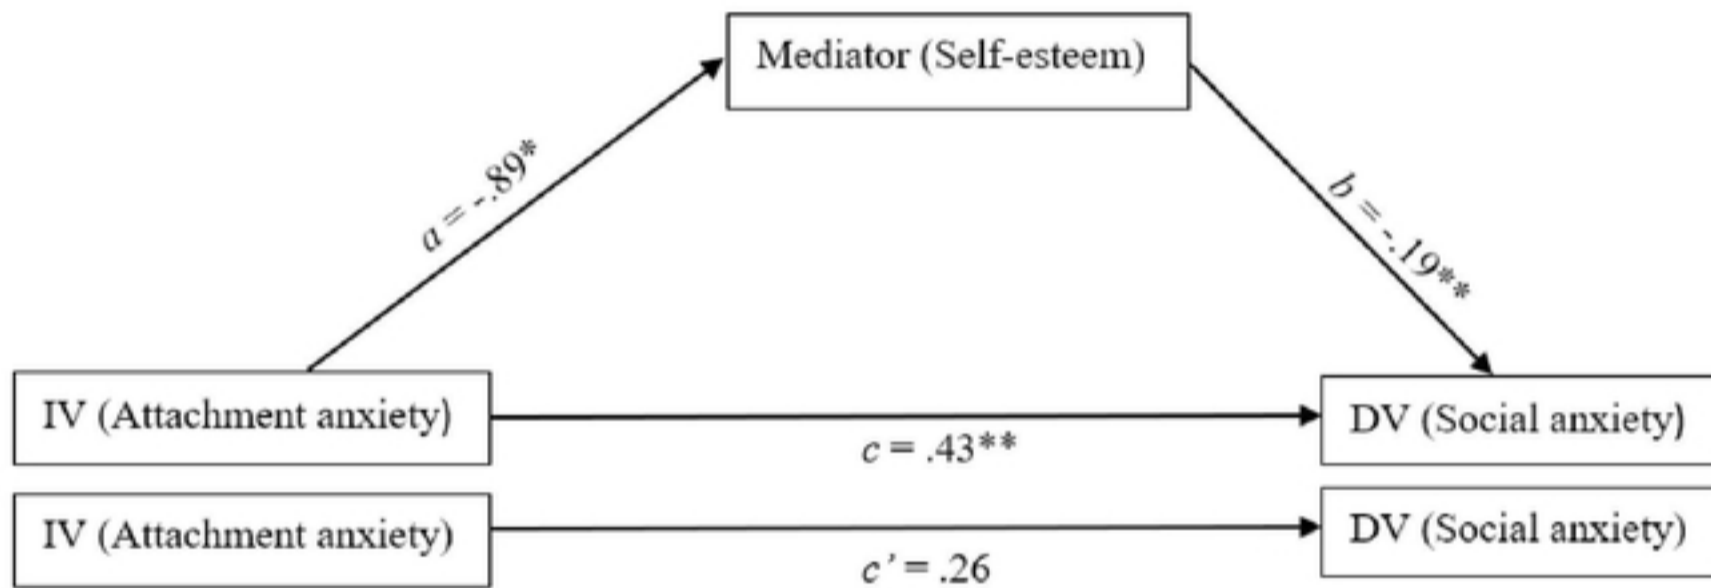 Mediator (Self-esteem)
a = -.89*
b = -.19**
IV (Attachment anxiety)
c = .43**
DV (Social anxiety)
IV (Attachment anxiety)
c’ = .26
DV (Social anxiety)